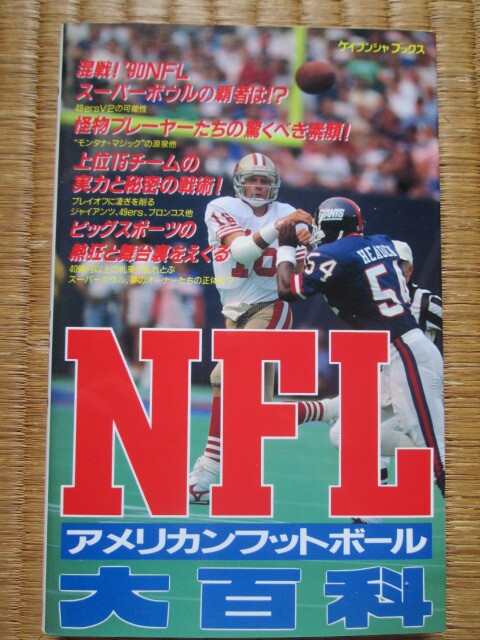 ケイブンシャブックス
混戦！'90NFL
スーパーボウルの覇者は!?
49ersV2の可能性
怪物プレーヤーたちの驚くべき素顔！
"モンタナ・マジック"の源泉他
上位15チームの
実力と秘密の戦術！
プレイオフに凌ぎを削る
ジャイアンツ、49ers、ブロンコス他
ビッグスポーツの
熱狂と舞台裏をえぐる
スーパーボウル、夢のオーナーたちの正体は?
GIANTS
16
54
HEADEN
54
NFL
アメリカンフットボール
大百科